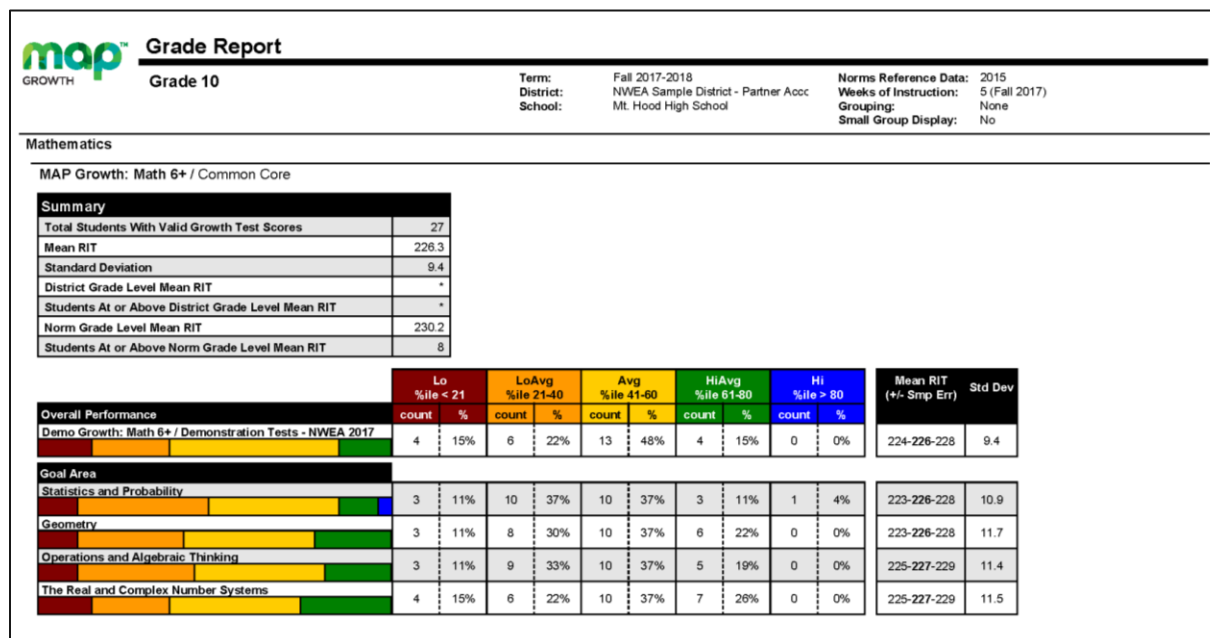 map™ Grade Report
GROWTH Grade 10
Term: Fall 2017-2018 Norms Reference Data: 2015
District: NWEA Sample District - Partner Accc Weeks of Instruction: 5 (Fall 2017)
School: Mt. Hood High School Grouping: None
Small Group Display: No
Mathematics
MAP Growth: Math 6+ / Common Core
Summary
Total Students With Valid Growth Test Scores 27
Mean RIT 226.3
Standard Deviation 9.4
District Grade Level Mean RIT *
Students At or Above District Grade Level Mean RIT *
Norm Grade Level Mean RIT 230.2
Students At or Above Norm Grade Level Mean RIT 8
Lo LoAvg Avg HiAvg Hi Mean RIT Std Dev
%ile < 21 %ile 21-40 %ile 41-60 %ile 61-80 %ile > 80 (+/- Smp Err)
Overall Performance count % count % count % count % count %
Demo Growth: Math 6+ / Demonstration Tests - NWEA 2017 4 15% 6 22% 13 48% 4 15% 0 0% 224-226-228 9.4
Goal Area
Statistics and Probability 3 11% 10 37% 10 37% 3 11% 1 4% 223-226-228 10.9
Geometry 3 11% 8 30% 10 37% 6 22% 0 0% 223-226-228 11.7
Operations and Algebraic Thinking 3 11% 9 33% 10 37% 5 19% 0 0% 225-227-229 11.4
The Real and Complex Number Systems 4 15% 6 22% 10 37% 7 26% 0 0% 225-227-229 11.5